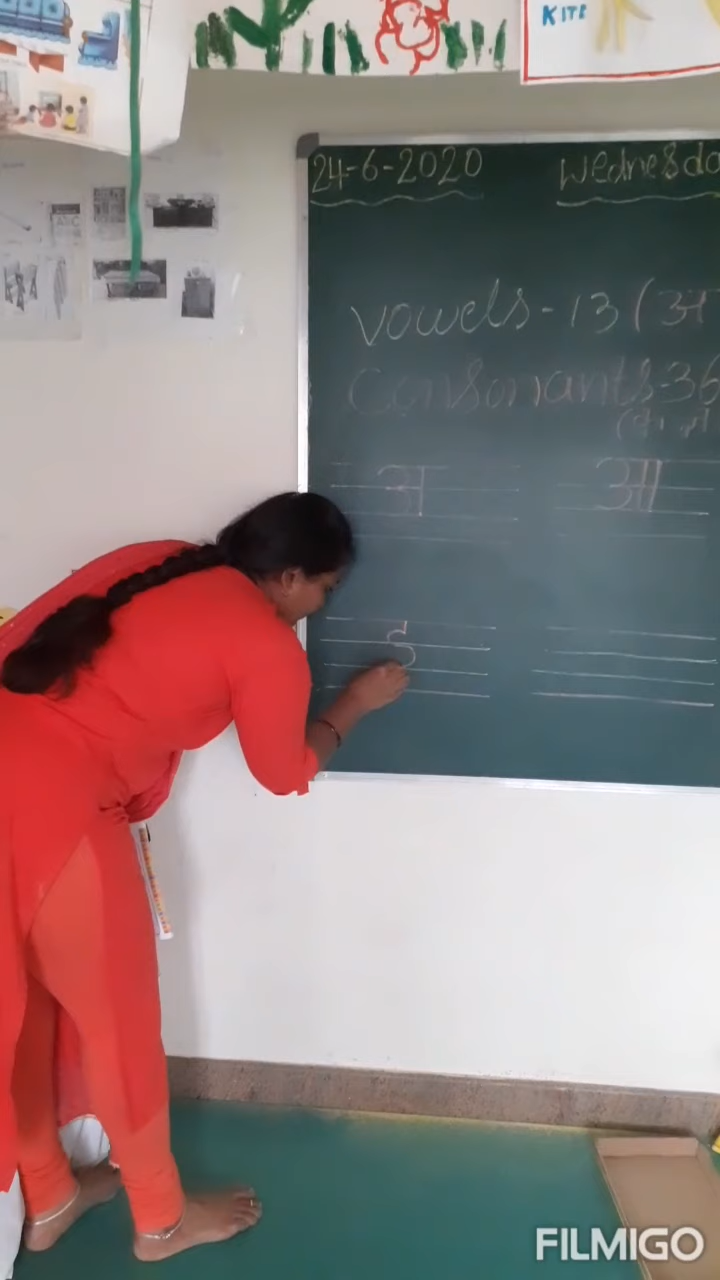 KITE
24-6-2020 Wednesda
Vowels-13 (अ
Consonants-36
अ आ
FILMIGO